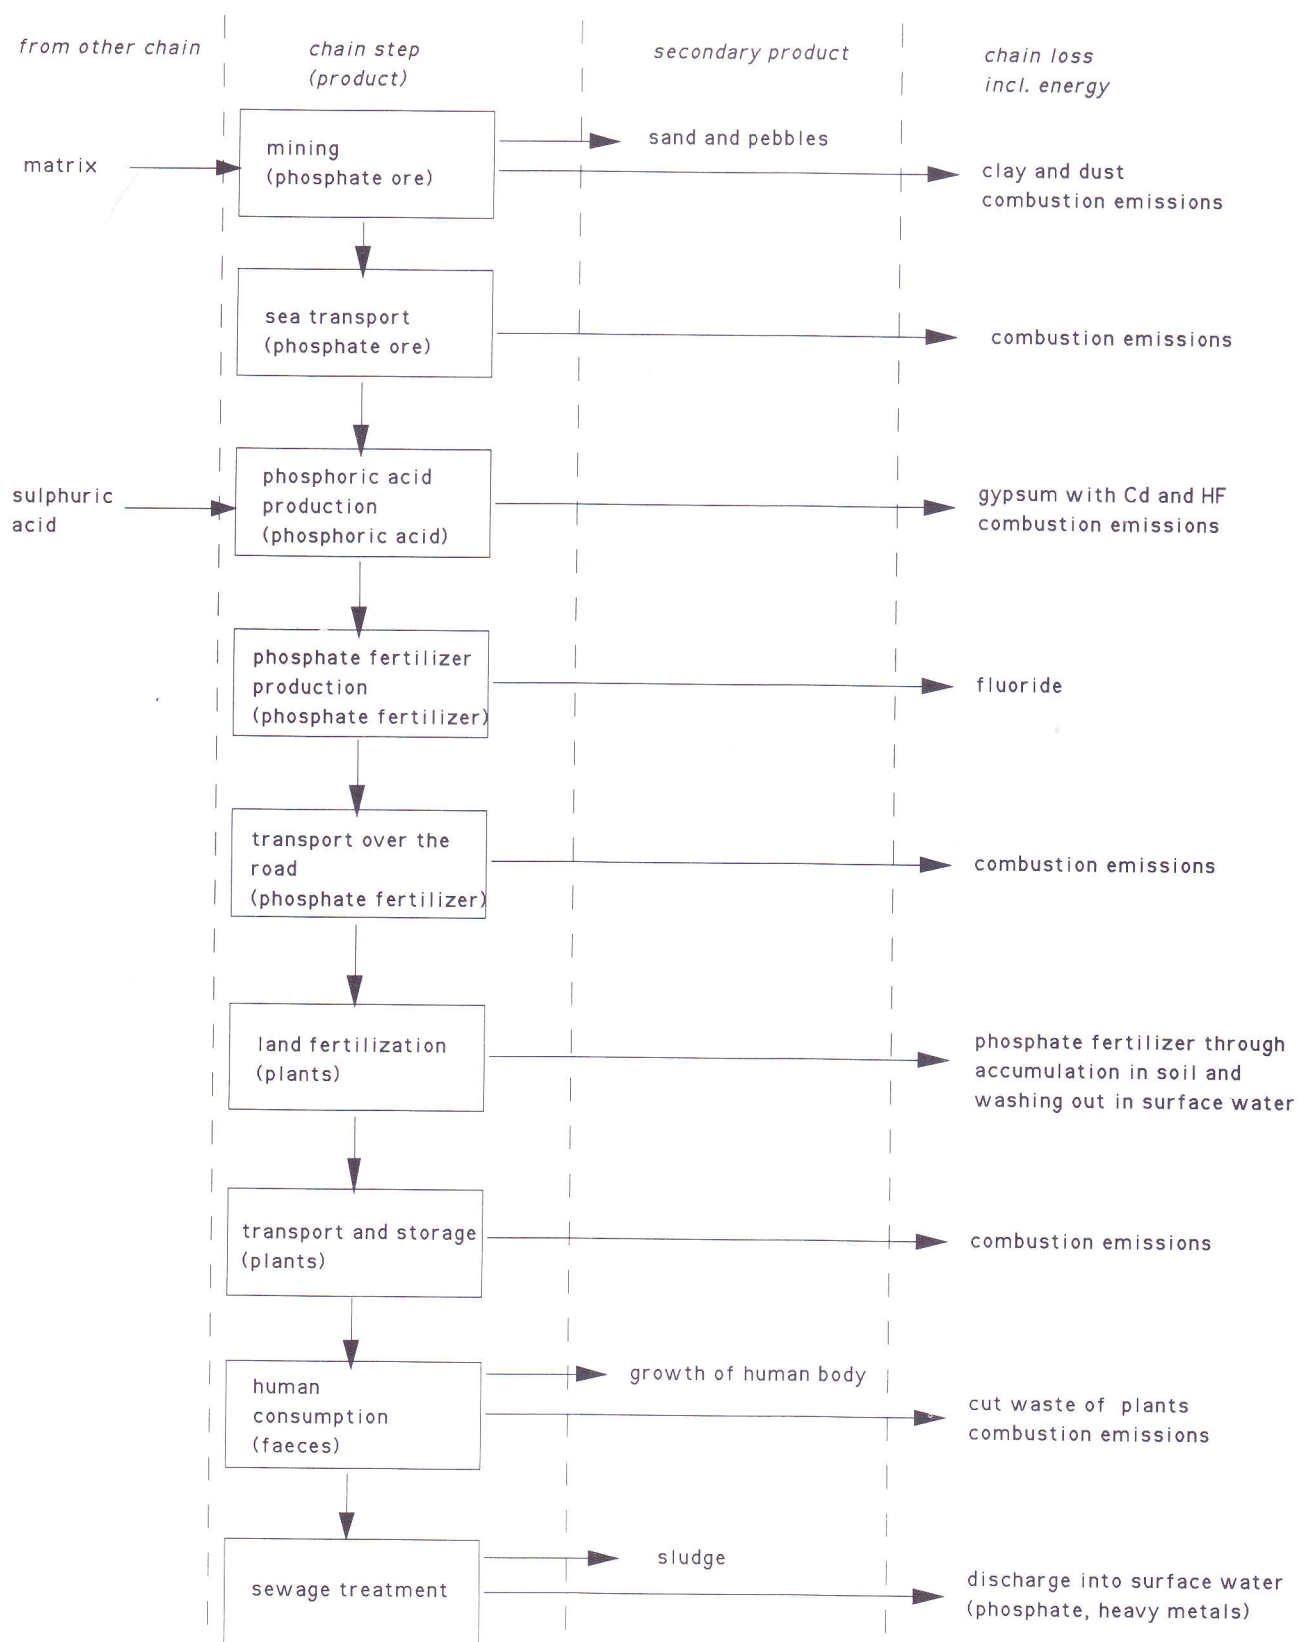 from other chain
chain step
(product)
secondary product
chain loss
incl. energy
matrix
mining
(phosphate ore)
sand and pebbles
clay and dust
combustion emissions
sea transport
(phosphate ore)
combustion emissions
sulphuric
acid
phosphoric acid
production
(phosphoric acid)
gypsum with Cd and HF
combustion emissions
phosphate fertilizer
production
(phosphate fertilizer)
fluoride
transport over the
road
(phosphate fertilizer)
combustion emissions
land fertilization
(plants)
phosphate fertilizer through
accumulation in soil and
washing out in surface water
transport and storage
(plants)
combustion emissions
human
consumption
(faeces)
growth of human body
cut waste of plants
combustion emissions
sewage treatment
sludge
discharge into surface water
(phosphate, heavy metals)